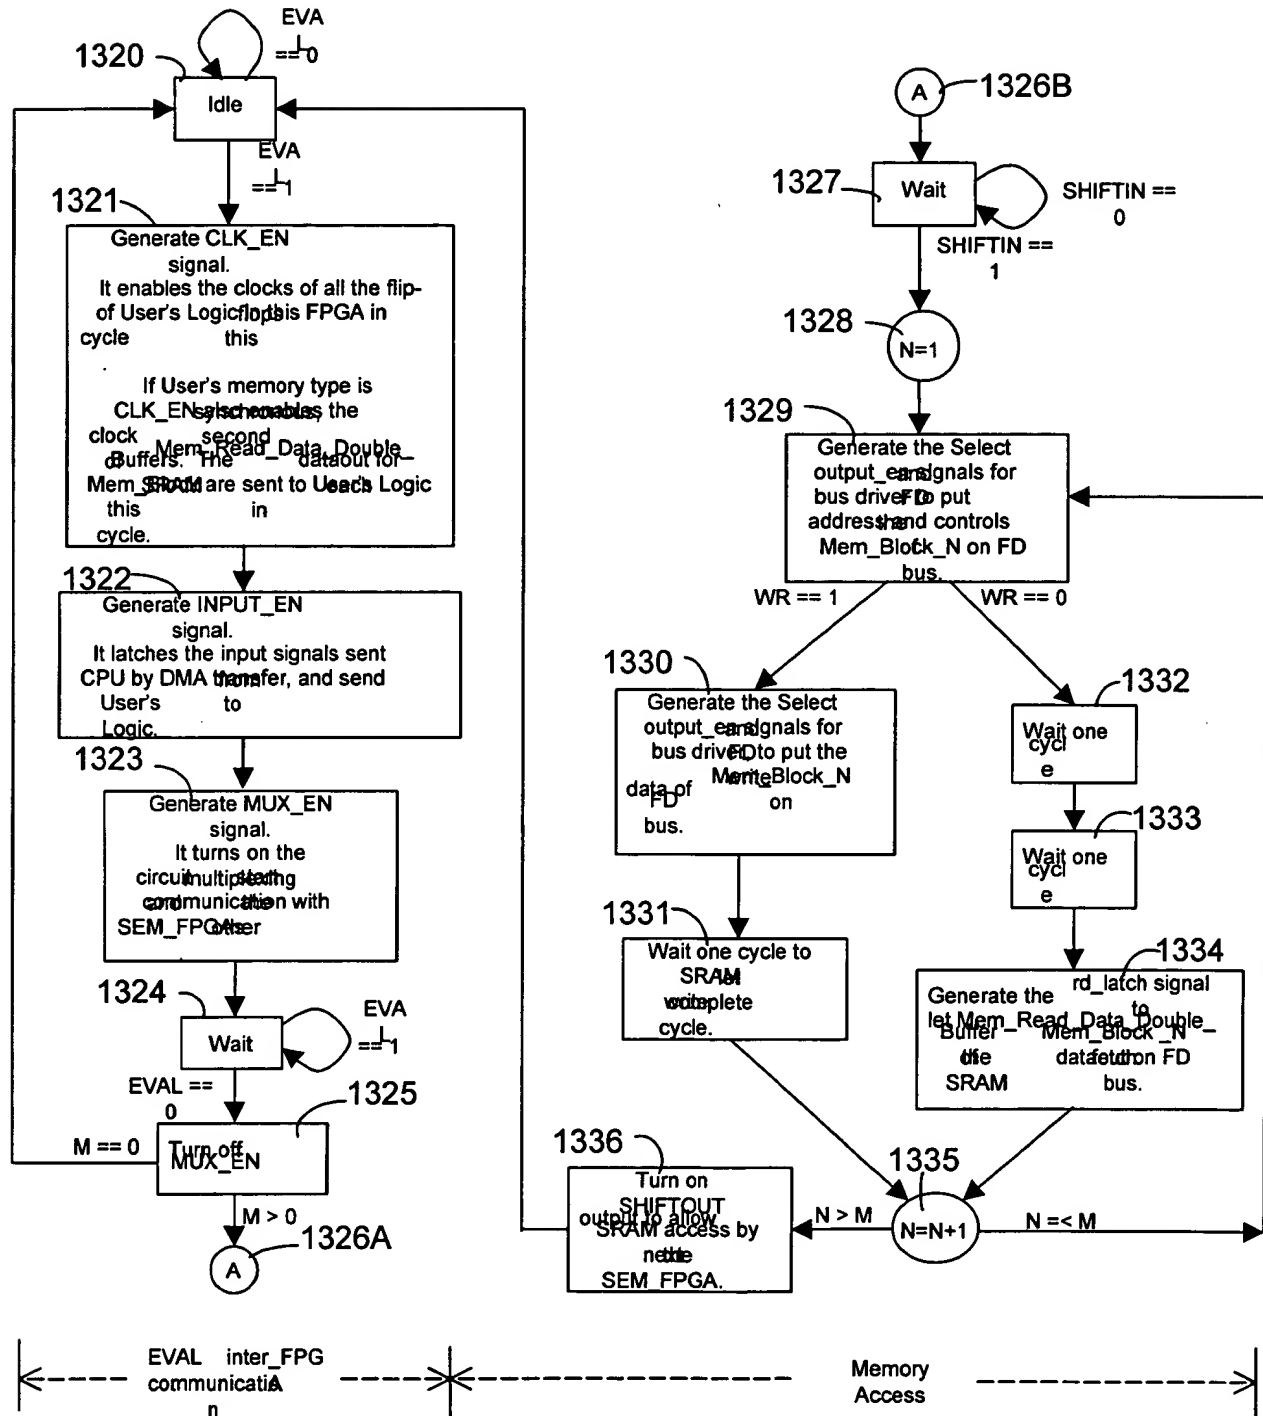 EVA
L
== 0
1320
Idle
EVA
L
== 1
1321
Generate CLK_EN
signal.
It enables the clocks of all the flip-
flops
of User's Logic in this FPGA in
cycle this
If User's memory type is
synchronous,
CLK_EN also enables the
clock second
of Mem_Read_Data_Double_
Buffers. The dataout for
SRAM each
Mem_Block are sent to User's Logic
this in
cycle.
1322
Generate INPUT_EN
signal.
It latches the input signals sent
from
CPU by DMA transfer, and send
User's to
Logic.
1323
Generate MUX_EN
signal.
It turns on the
multiplexing
circuit start
and the
communication with
other
SEM_FPGAs
1324
Wait
EVA
L
== 1
EVAL ==
0
1325
Turn off
MUX_EN
M == 0
M > 0
A
1326A
A
1326B
1327
Wait
SHIFTIN ==
0
SHIFTIN ==
1
1328
N=1
1329
Generate the Select
and
output_en signals for
FD
bus driver to put
the
address and controls
f
Mem_Block_N on FD
bus.
WR == 1
WR == 0
1330
Generate the Select
and
output_en signals for
FD
bus driver, to put the
write
Mem_Block_N
data of on
FD
bus.
1331
Wait one cycle to
let
SRAM
complete
write
cycle.
1332
Wait one
cycl
e
1333
Wait one
cycl
e
1334
Generate the rd_latch signal
to
let Mem_Read_Data_Double_
Buffer Mem_Block_N
of fetch
the
data on FD
SRAM bus.
1335
N=N+1
N > M
N =< M
1336
Turn on
SHIFTOUT
output to allow
SRAM access by
the
next
SEM_FPGA.
EVAL inter_FPG
A
communicatio
n
Memory
Access